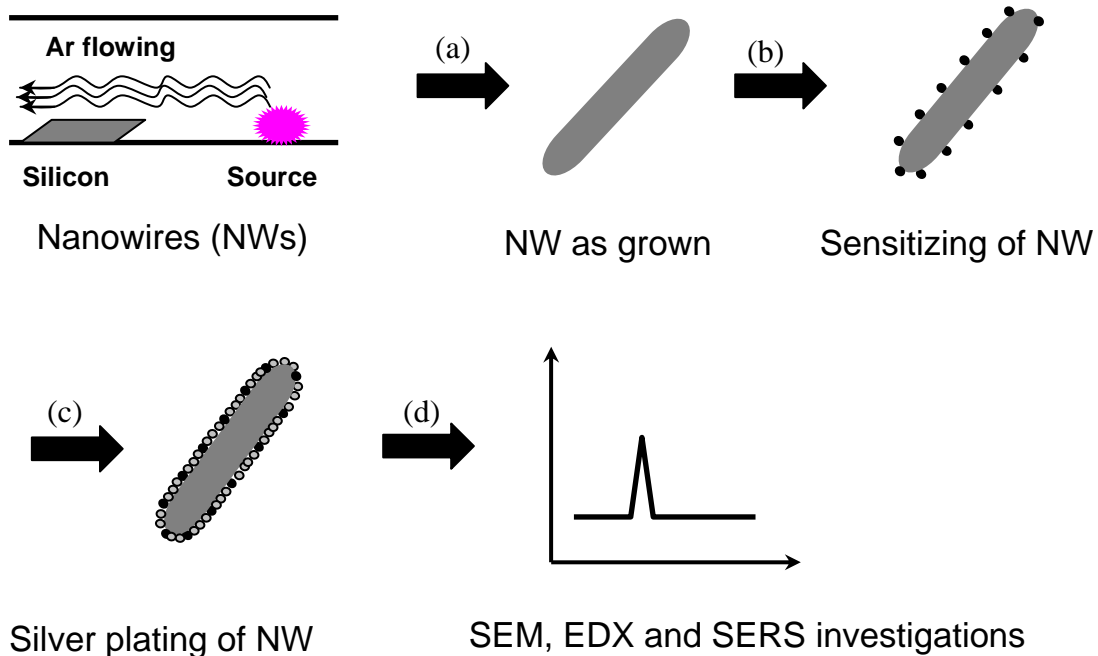 Ar flowing
(a)
(b)
Silicon
Source
Nanowires (NWs)
NW as grown
Sensitizing of NW
(c)
(d)
Silver plating of NW
SEM, EDX and SERS investigations